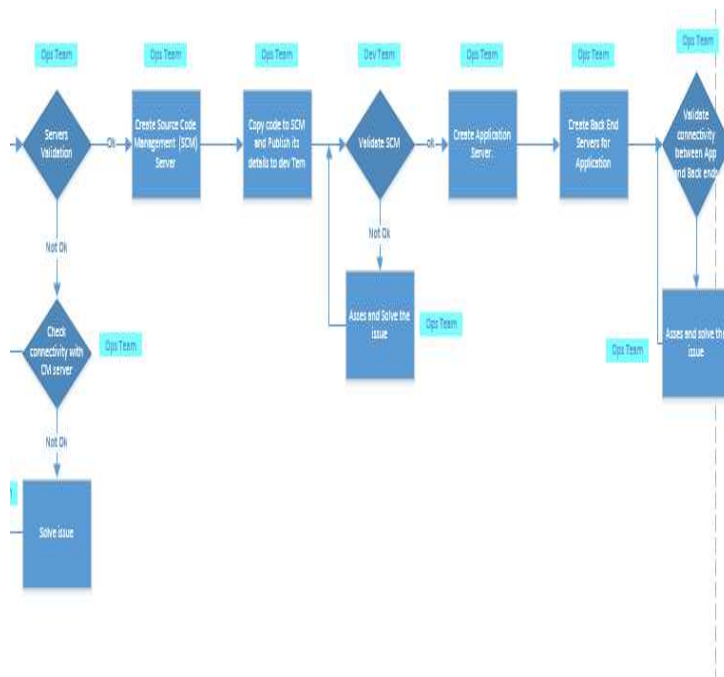 Ops Team
Ops Team
Ops Team
Dev Team
Ops Team
Ops Team
Ops Team
Servers
Validation
Ok
Create Source Code
Management (SCM)
Server
Copy code to SCM
and Publish its
details to dev Tem
Validate SCM
oK
Create Application
Server.
Create Back End
Servers for
Application
Validate
connectivity
between App
and Back ends
Not Ok
Not Ok
Check
connectivity with
CM server
Ops Team
Asses and Solve the
issue
Ops Team
Asses and solve the
issue
Ops Team
Not Ok
Solve issue